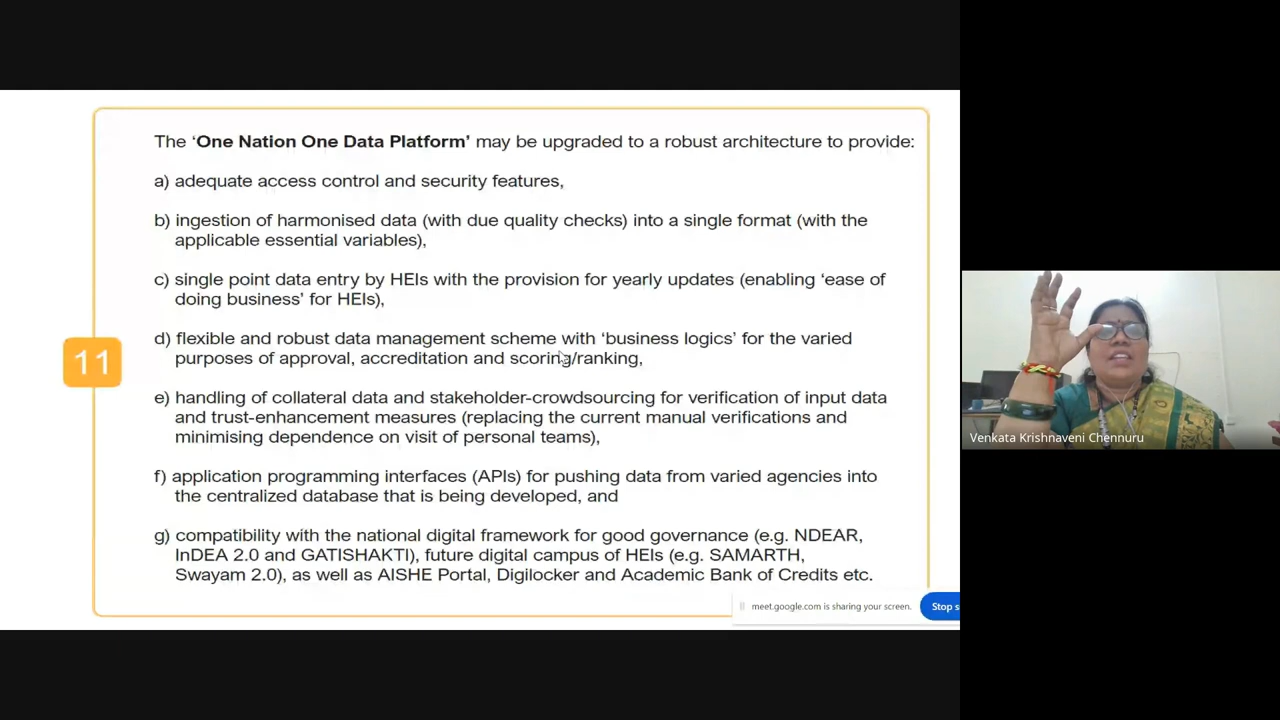 The ‘One Nation One Data Platform’ may be upgraded to a robust architecture to provide:
a) adequate access control and security features,
b) ingestion of harmonised data (with due quality checks) into a single format (with the
applicable essential variables),
c) single point data entry by HEIs with the provision for yearly updates (enabling ‘ease of
doing business’ for HEIs),
d) flexible and robust data management scheme with ‘business logics’ for the varied
purposes of approval, accreditation and scoring/ranking,
11
e) handling of collateral data and stakeholder-crowdsourcing for verification of input data
and trust-enhancement measures (replacing the current manual verifications and
minimising dependence on visit of personal teams),
f) application programming interfaces (APIs) for pushing data from varied agencies into
the centralized database that is being developed, and
g) compatibility with the national digital framework for good governance (e.g. NDEAR,
InDEA 2.0 and GATISHAKTI), future digital campus of HEIs (e.g. SAMARTH,
Swayam 2.0), as well as AISHE Portal, Digilocker and Academic Bank of Credits etc.
meet.google.com is sharing your screen.
Stop s
Venkata Krishnaveni Chennuru